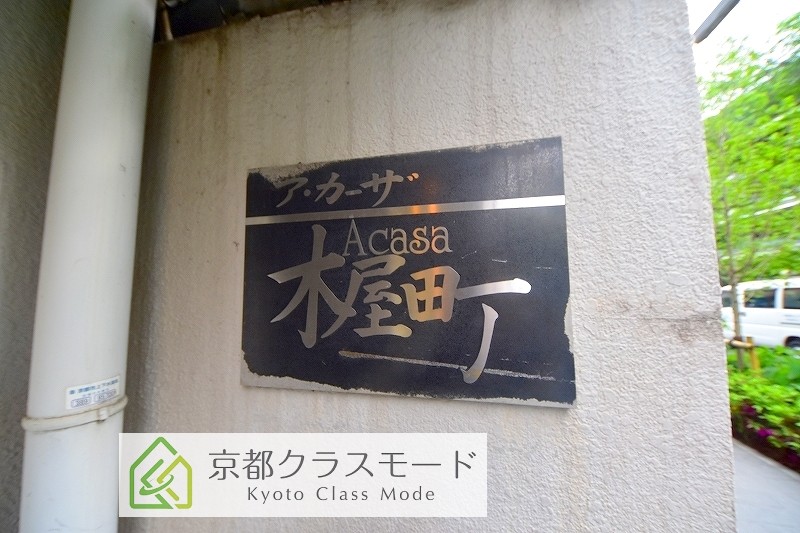 ア・カーザ
Acasa
木屋町
京都クラスモード
Kyoto Class Mode